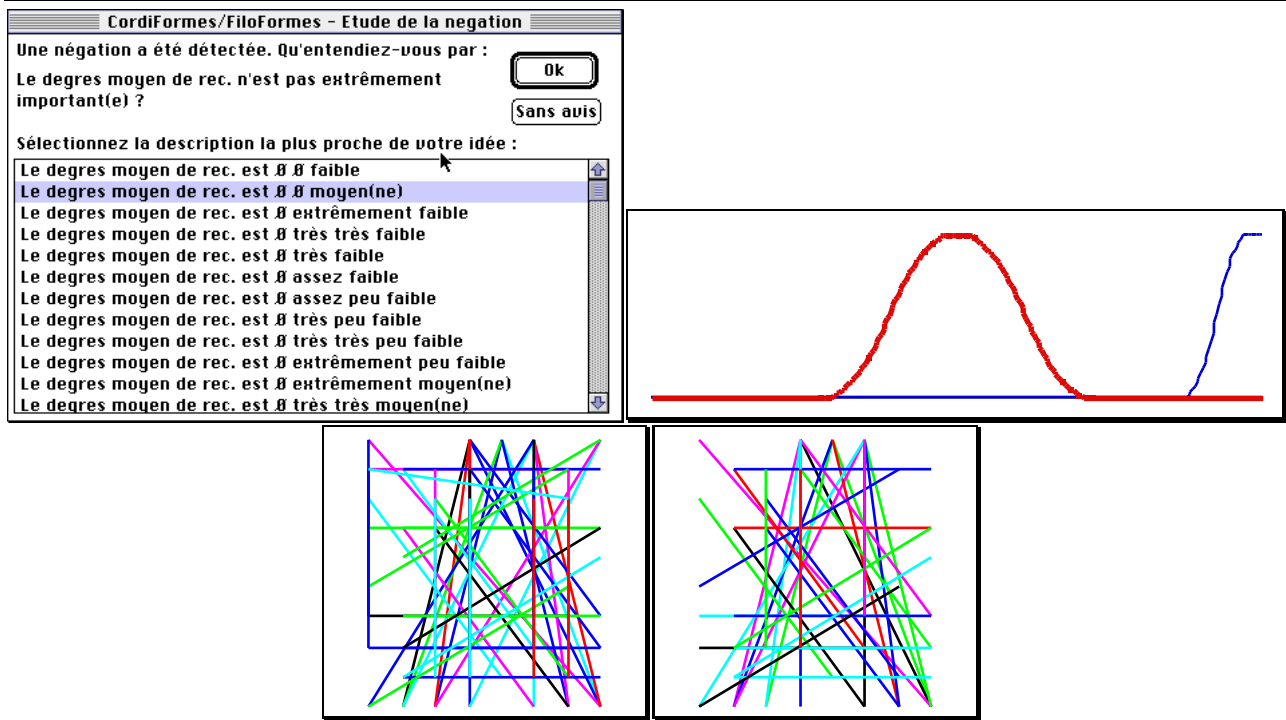 CordiFormes/FiloFormes - Etude de la negation
Une négation a été détectée. Qu'entendiez-vous par :
Le degres moyen de rec. n'est pas extrêmement
important(e) ?
Ok
Sans avis
Sélectionnez la description la plus proche de votre idée :
Le degres moyen de rec. est Ø Ø faible
Le degres moyen de rec. est Ø Ø moyen(ne)
Le degres moyen de rec. est Ø extrêmement faible
Le degres moyen de rec. est Ø très très faible
Le degres moyen de rec. est Ø très faible
Le degres moyen de rec. est Ø assez faible
Le degres moyen de rec. est Ø assez peu faible
Le degres moyen de rec. est Ø très peu faible
Le degres moyen de rec. est Ø très très peu faible
Le degres moyen de rec. est Ø extrêmement peu faible
Le degres moyen de rec. est Ø extrêmement moyen(ne)
Le degres moyen de rec. est Ø très très moyen(ne)